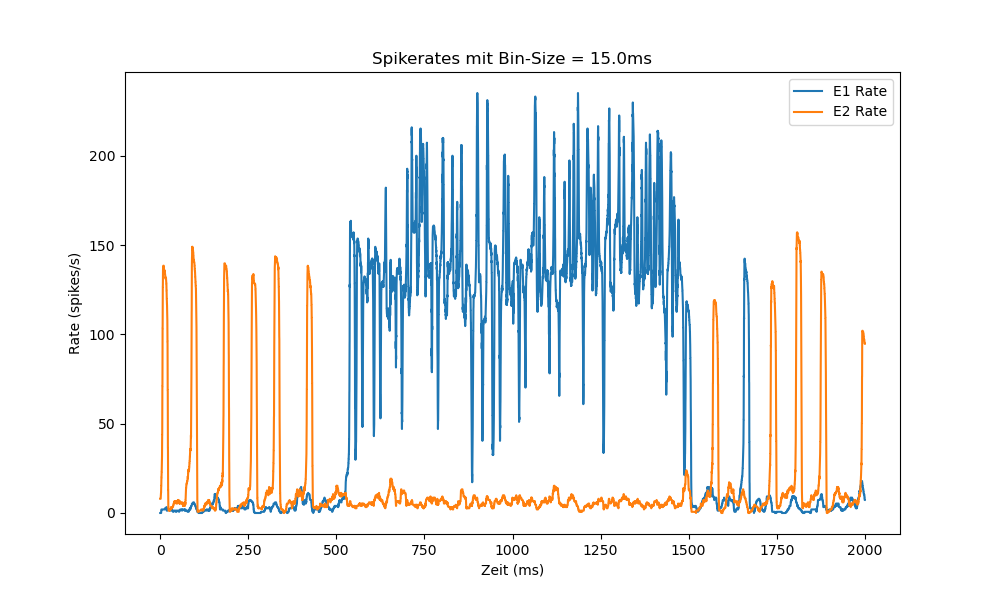 Spikerates mit Bin-Size = 15.0ms
E1 Rate
E2 Rate
Rate (spikes/s)
200
150
100
50
0
0 250 500 750 1000 1250 1500 1750 2000
Zeit (ms)